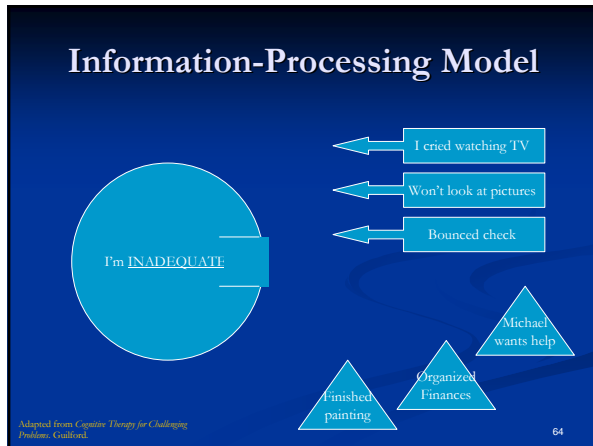 Information-Processing Model
I cried watching TV
Won't look at pictures
Bounced check
I'm INADEQUATE
Michael
wants help
Organized
Finances
Finished
painting
Adapted from Cognitive Therapy for Challenging
Problems. Guilford.
64